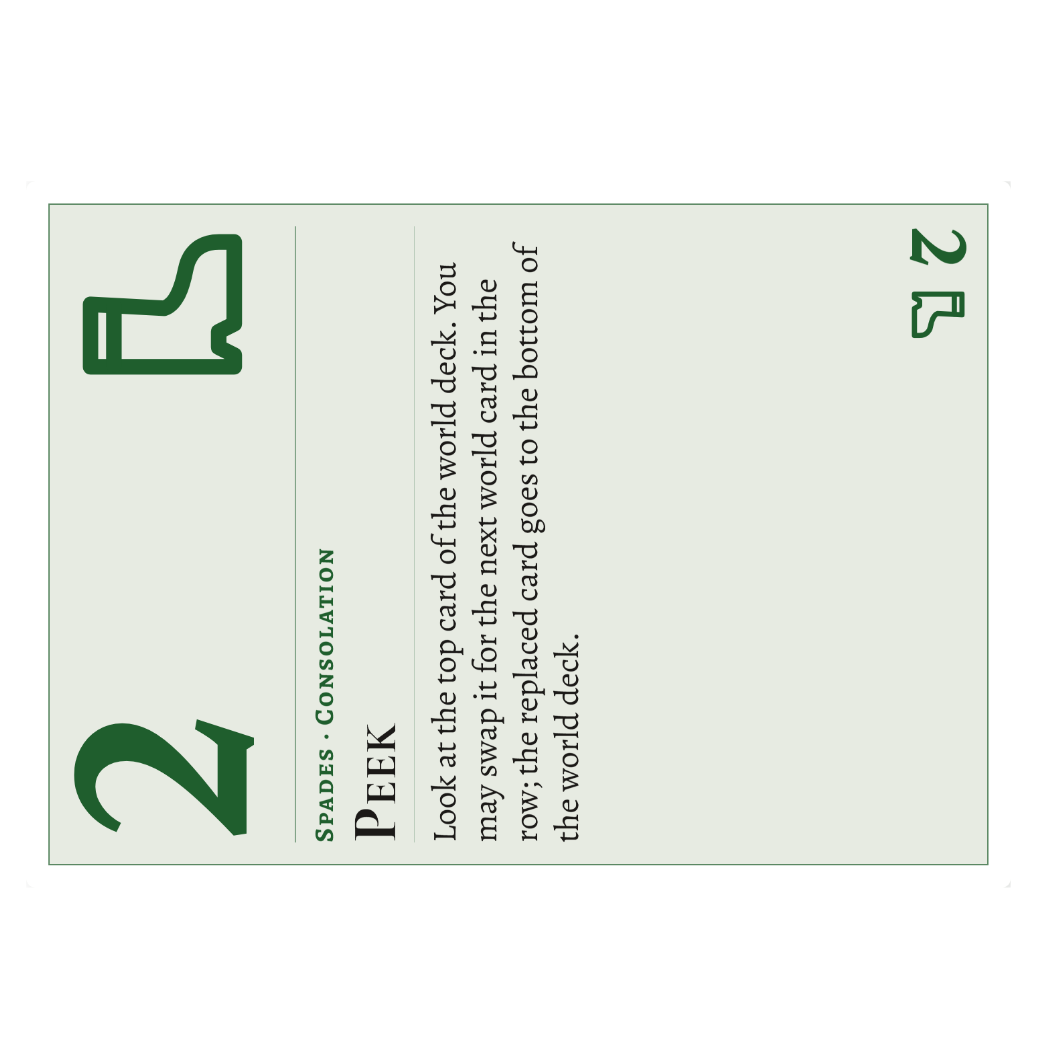 2
Spades · Consolation
Peek
Look at the top card of the world deck. You
may swap it for the next world card in the
row; the replaced card goes to the bottom of
the world deck.
2